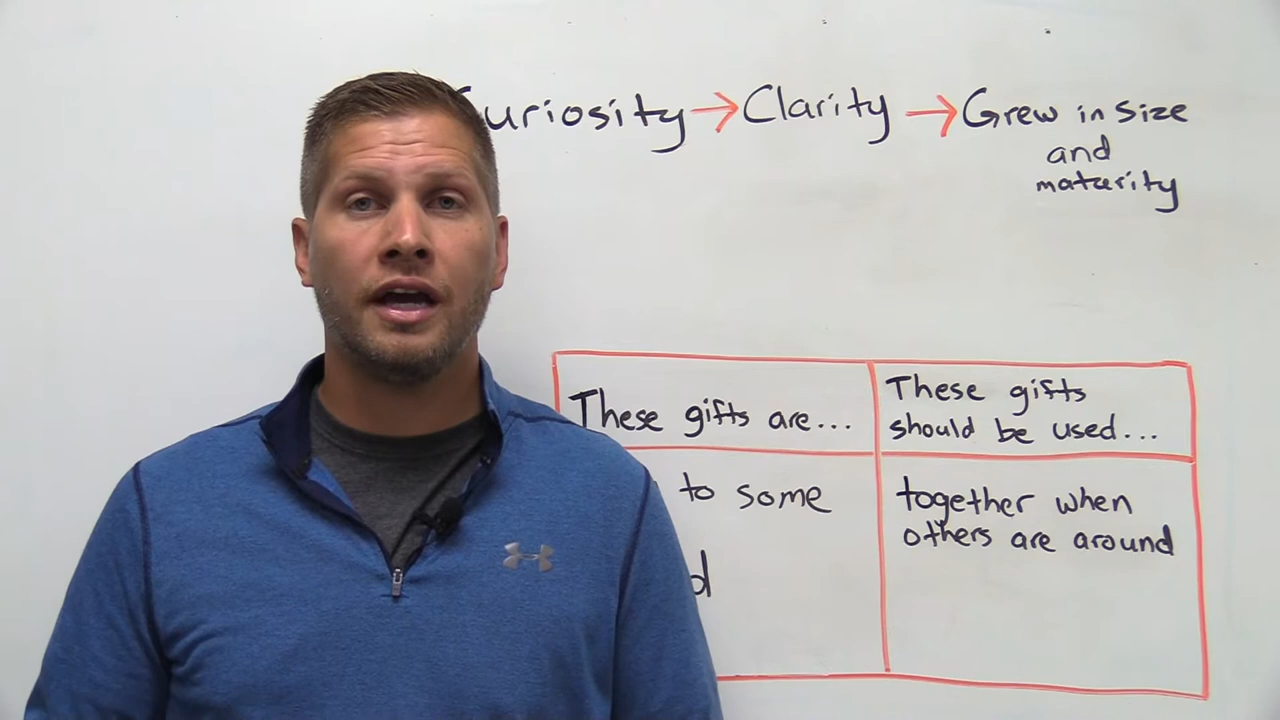 Curiosity → Clarity → Grew in size
and
maturity
These gifts are...
These gifts
should be used...
to some
together when
others are around